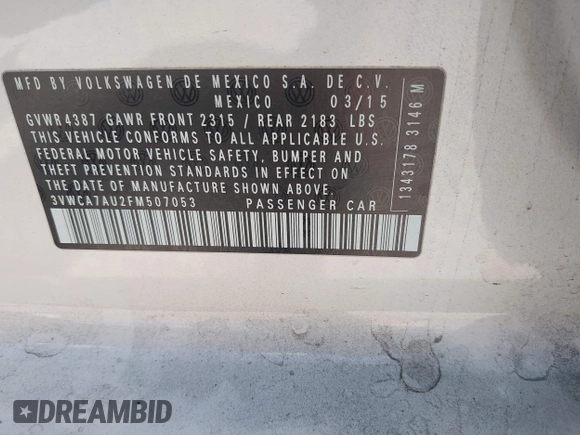 MFD BY VOLKSWAGEN DE MEXICO S.A. DE C.V.
MEXICO 03/15
GVWR 4387 GAWR FRONT 2315 / REAR 2183 LBS
THIS VEHICLE CONFORMS TO ALL APPLICABLE U.S.
FEDERAL MOTOR VEHICLE SAFETY, BUMPER AND
THEFT PREVENTION STANDARDS IN EFFECT ON
THE DATE OF MANUFACTURE SHOWN ABOVE.
3VWCA7AU2FM507053 PASSENGER CAR
1343178 3146 M
DREAMBID